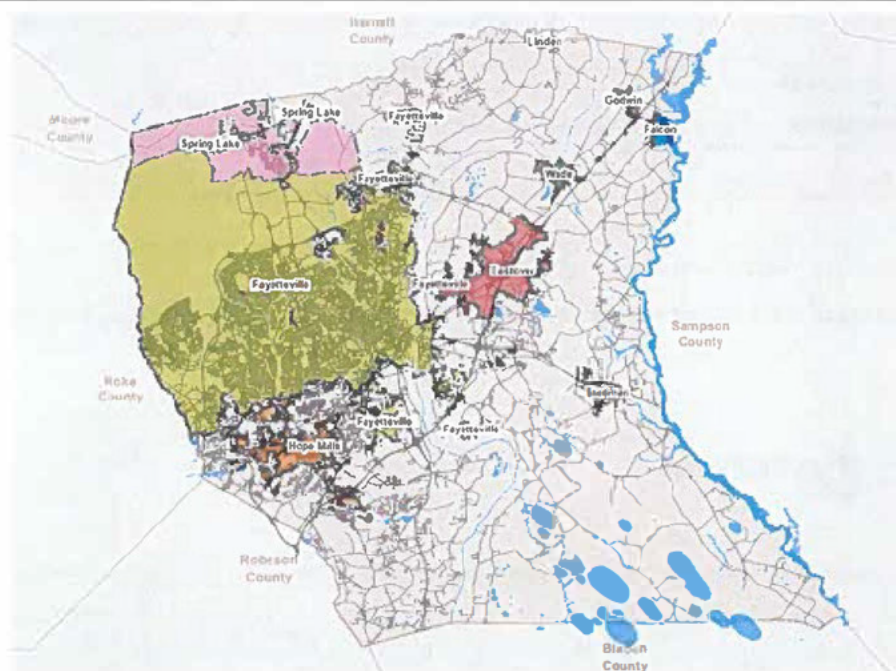 Harnett
County
Linden
Godwin
Spring Lake
Fayetteville
Moore
County
Spring Lake
Falcon
Wade
Fayetteville
Eastover
Fayetteville
Fayetteville
Sampson
County
Hoke
County
Stedman
Fayetteville
Fayetteville
Hope Mills
Robeson
County
Bladen
County